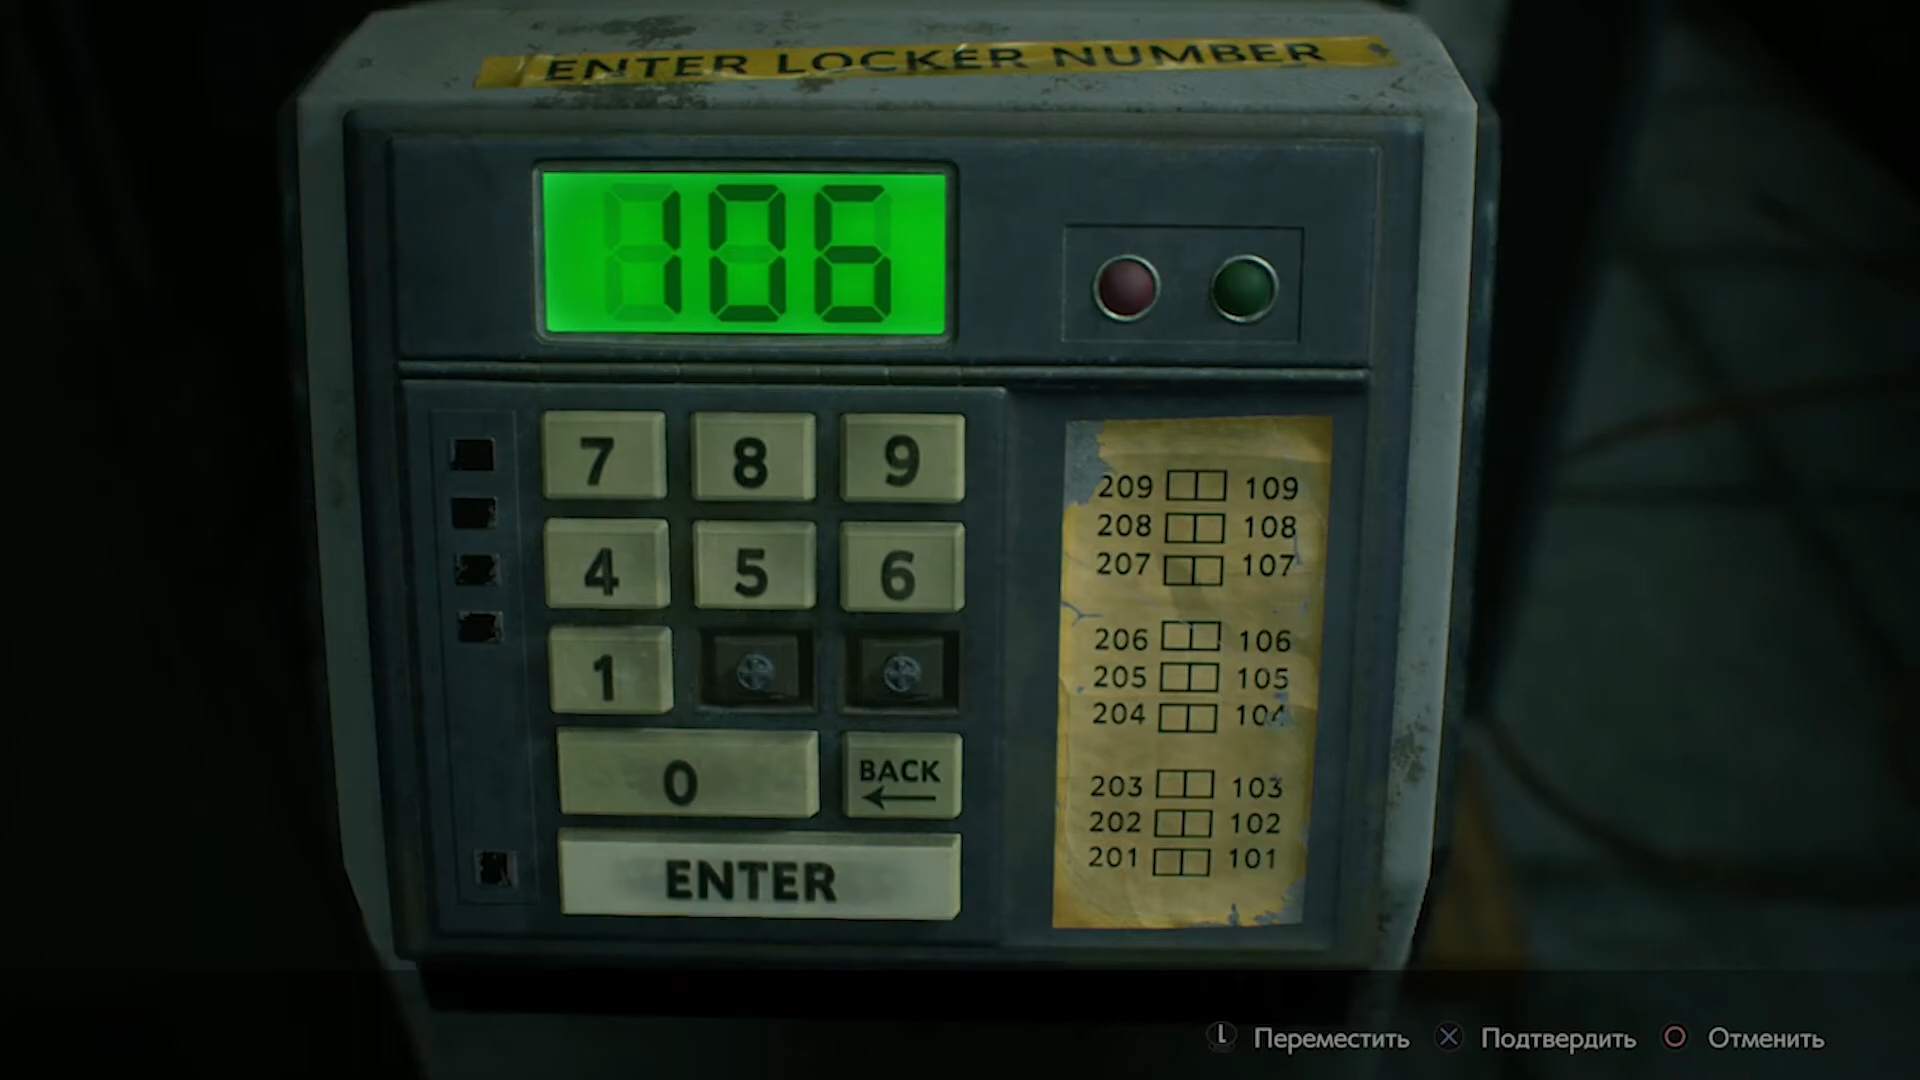 ENTER LOCKER NUMBER
106
7 8 9
4 5 6
1
0 BACK
ENTER
209 109
208 108
207 107
206 106
205 105
204 104
203 103
202 102
201 101
L Переместить Подтвердить Отменить